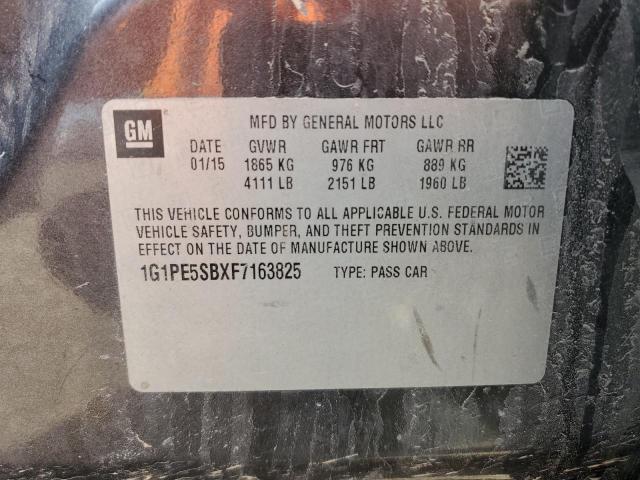 GM
MFD BY GENERAL MOTORS LLC
DATE GVWR GAWR FRT GAWR RR
01/15 1865 KG 976 KG 889 KG
4111 LB 2151 LB 1960 LB
THIS VEHICLE CONFORMS TO ALL APPLICABLE U.S. FEDERAL MOTOR
VEHICLE SAFETY, BUMPER, AND THEFT PREVENTION STANDARDS IN
EFFECT ON THE DATE OF MANUFACTURE SHOWN ABOVE.
1G1PE5SBXF7163825 TYPE: PASS CAR